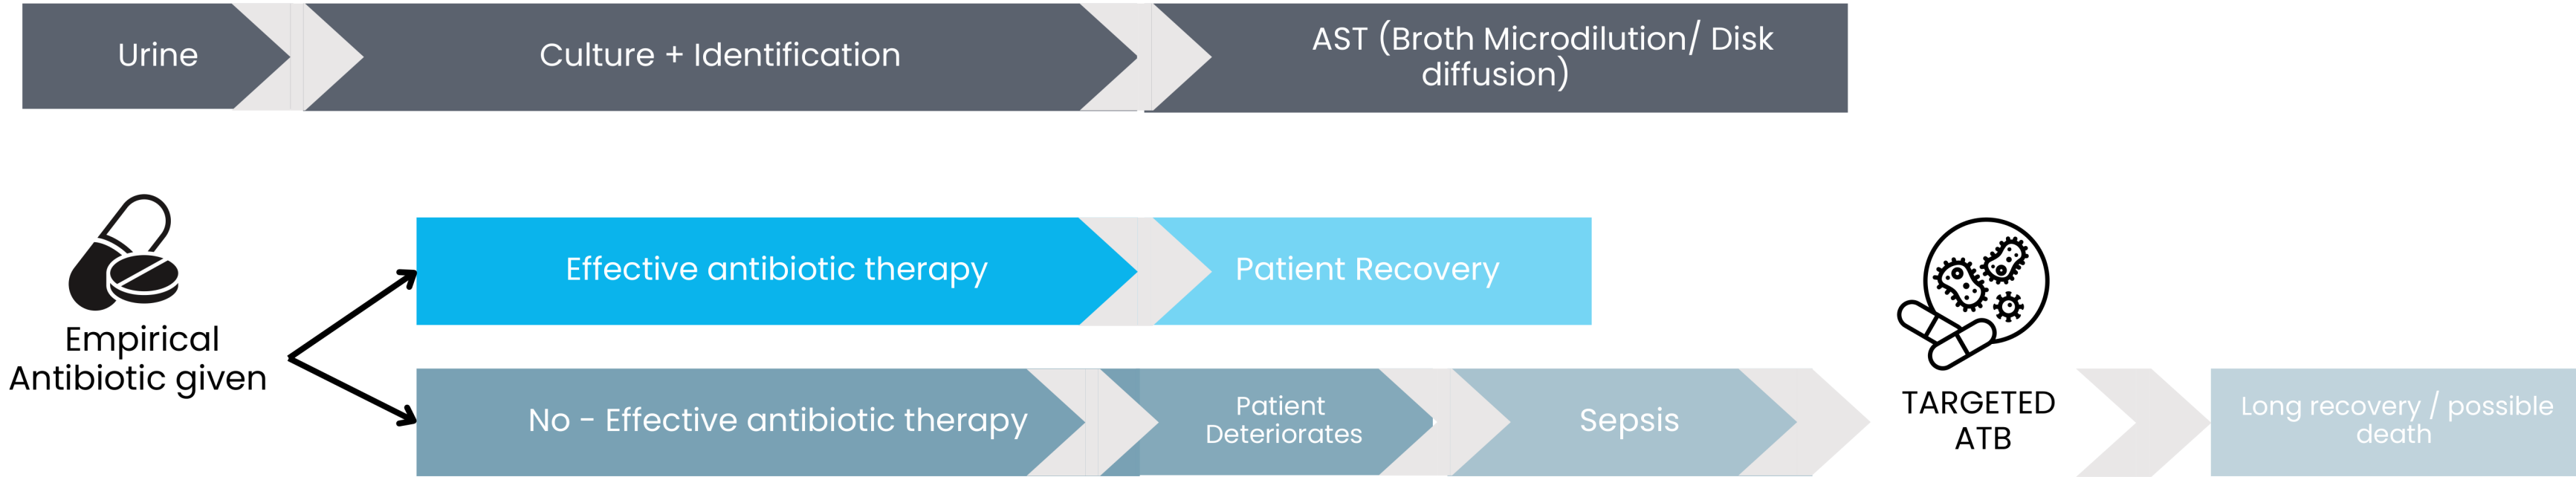 Urine
Culture + Identification
AST (Broth Microdilution/ Disk
diffusion)
Empirical
Antibiotic given
Effective antibiotic therapy
Patient Recovery
No - Effective antibiotic therapy
Patient
Deteriorates
Sepsis
TARGETED
ATB
Long recovery / possible
death